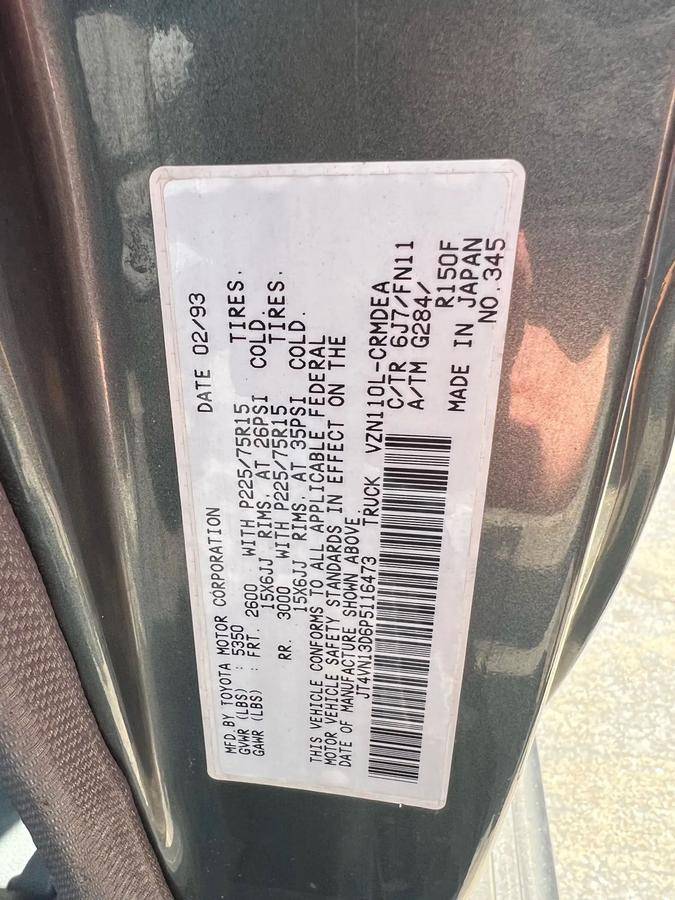 MFD. BY TOYOTA MOTOR CORPORATION DATE 02/93
GVWR (LBS) : 5350
GAWR (LBS) : FRT. 2600 WITH P225/75R15 TIRES.
15X6JJ RIMS, AT 26PSI COLD.
RR. 3000 WITH P225/75R15 TIRES.
15X6JJ RIMS, AT 35PSI COLD.
THIS VEHICLE CONFORMS TO ALL APPLICABLE FEDERAL
MOTOR VEHICLE SAFETY STANDARDS IN EFFECT ON THE
DATE OF MANUFACTURE SHOWN ABOVE.
JT4VN13D6P5116473 TRUCK VZN110L-CRMDEA
C/TR 6J7/FN11
A/TM G284/
R150F
MADE IN JAPAN
NO.345